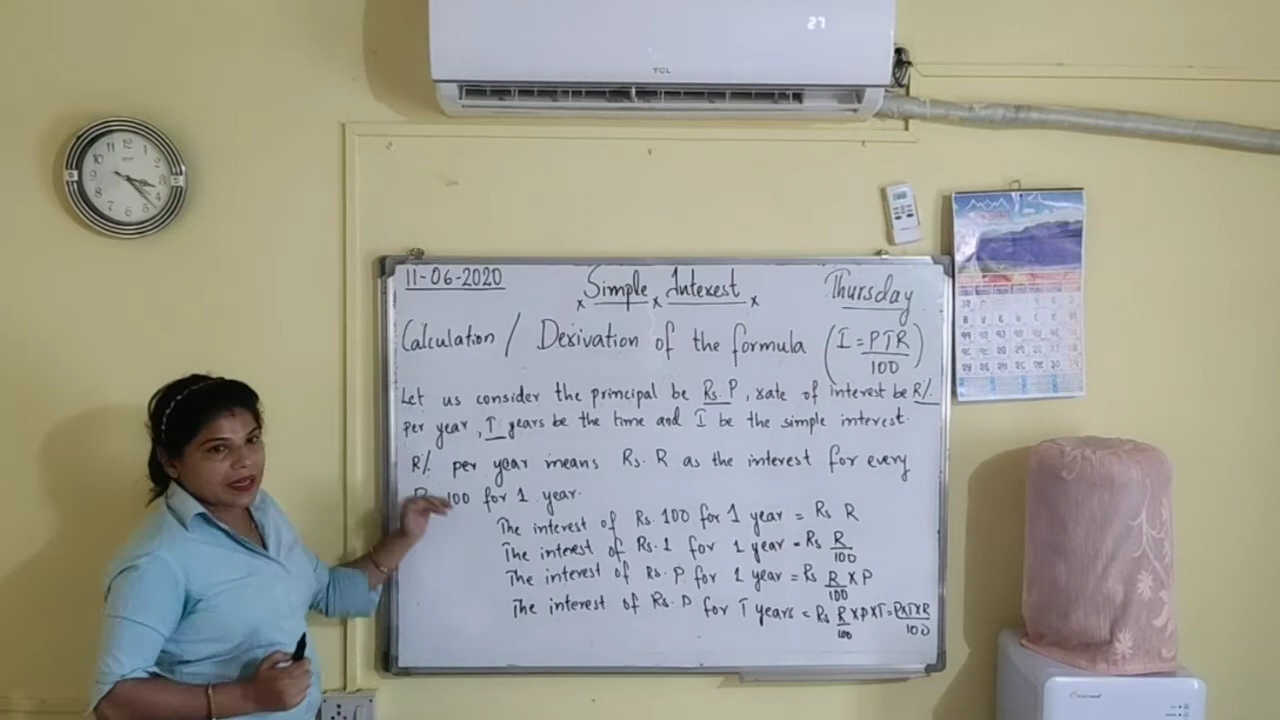 27
TCL
11-06-2020 Simple Interest Thursday
Calculation / Derivation of the formula (I = PTR/100)
Let us consider the principal be Rs. P, rate of interest be R%.
per year, T years be the time and I be the simple interest.
R% per year means Rs. R as the interest for every
100 for 1 year.
The interest of Rs. 100 for 1 year = Rs R
The interest of Rs. 1 for 1 year = Rs R/100
The interest of Rs. P for 1 year = Rs R/100 × P
The interest of Rs. P for T years = Rs R/100 × P × T = P×T×R/100